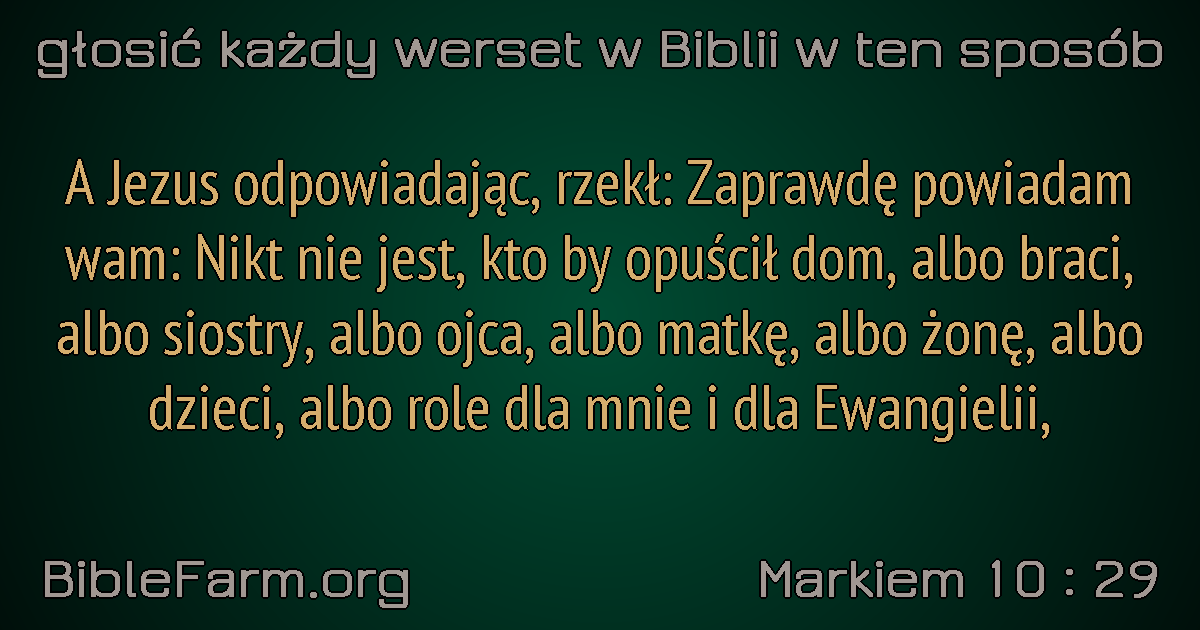 głosić każdy werset w Biblii w ten sposób
A Jezus odpowiadając, rzekł: Zaprawdę powiadam
wam: Nikt nie jest, kto by opuścił dom, albo braci,
albo siostry, albo ojca, albo matkę, albo żonę, albo
dzieci, albo role dla mnie i dla Ewangielii,
BibleFarm.org
Markiem 10 : 29